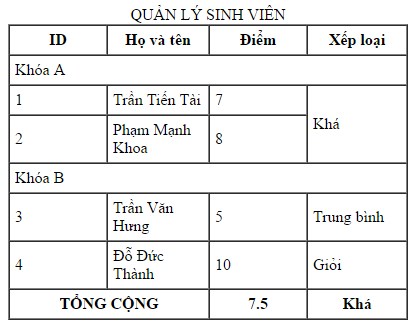 QUẢN LÝ SINH VIÊN
ID Họ và tên Điểm Xếp loại
Khóa A
1 Trần Tiến Tài 7
Khá
2 Phạm Mạnh
Khoa 8
Khóa B
3 Trần Văn
Hưng 5 Trung bình
4 Đỗ Đức
Thành 10 Giỏi
TỔNG CỘNG 7.5 Khá